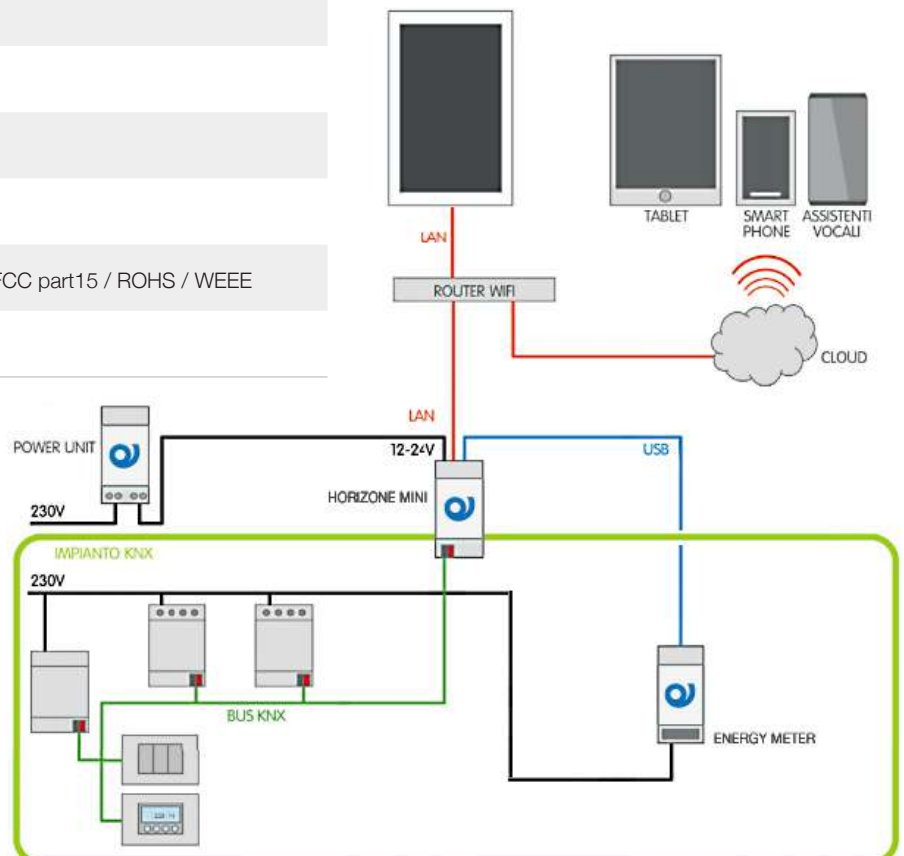 TABLET
SMART
PHONE
ASSISTENTI
VOCALI
LAN
FCC part15 / ROHS / WEEE
ROUTER WIFI
CLOUD
LAN
POWER UNIT
12-24V
USB
HORIZONE MINI
230V
IMPIANTO KNX
230V
BUS KNX
ENERGY METER